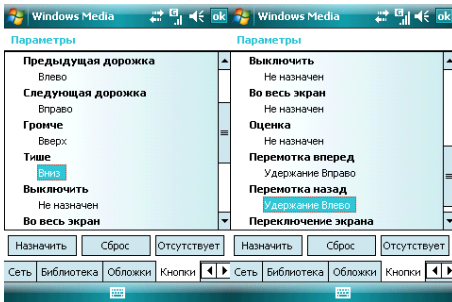 Windows Media
ok
Параметры
Предыдущая дорожка
Влево
Следующая дорожка
Вправо
Громче
Вверх
Тише
Вниз
Выключить
Не назначен
Во весь экран
Назначить
Сброс
Отсутствует
Сеть
Библиотека
Обложки
Кнопки
Windows Media
ok
Параметры
Выключить
Не назначен
Во весь экран
Не назначен
Оценка
Не назначен
Перемотка вперед
Удержание Вправо
Перемотка назад
Удержание Влево
Переключение экрана
Назначить
Сброс
Отсутствует
Сеть
Библиотека
Обложки
Кнопки